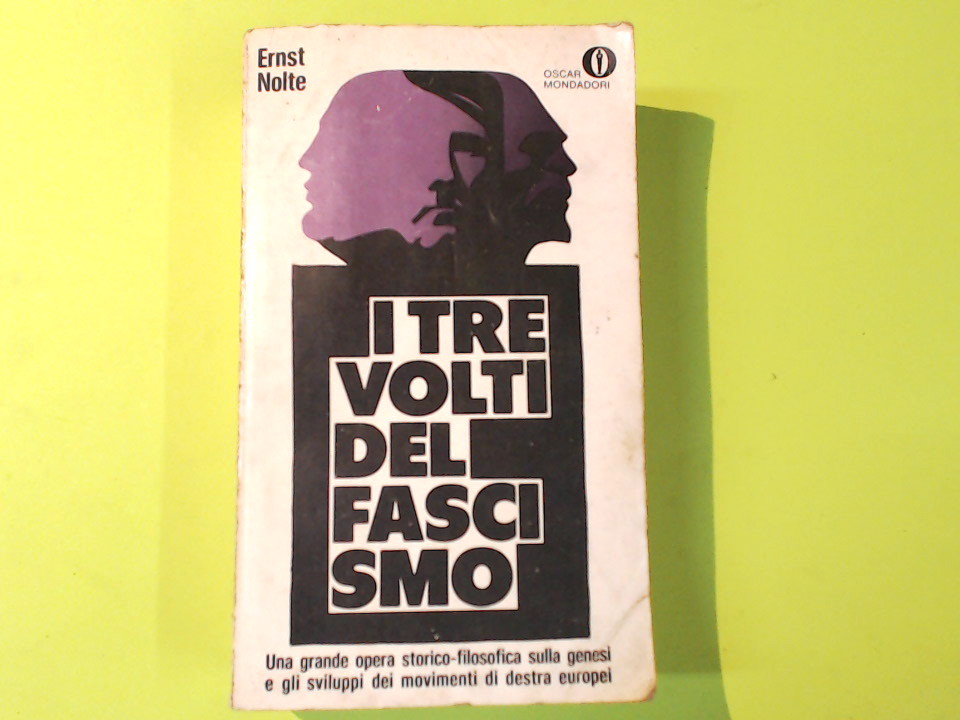 Ernst
Nolte
OSCAR
MONDADORI
I TRE
VOLTI
DEL
FASCI
SMO
Una grande opera storico-filosofica sulla genesi
e gli sviluppi dei movimenti di destra europei